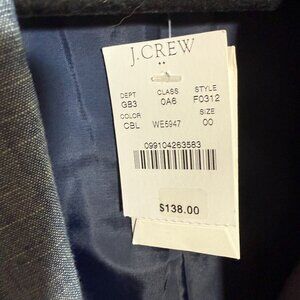 J.CREW
DEPT CLASS STYLE
GB3 0A6 F0312
COLOR SIZE
CBL WE5947 00
099104263583
$138.00